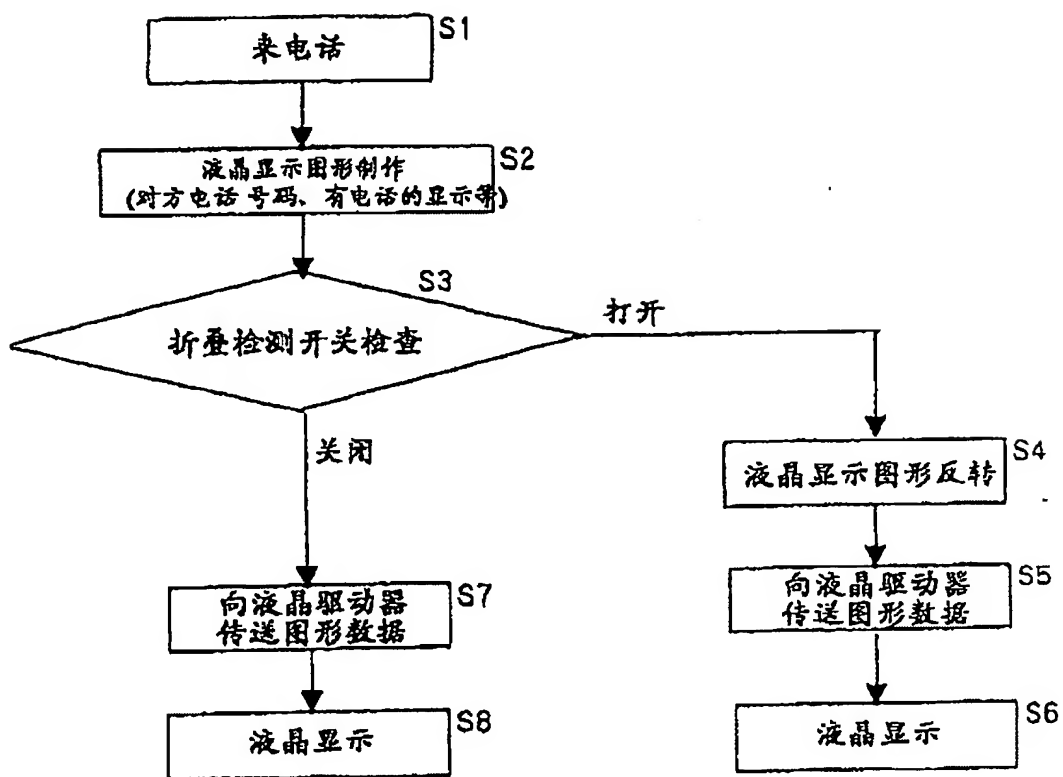 来电话
S1
液晶显示图形制作
(对方电话号码、有电话的显示等)
S2
折叠检测开关检查
S3
打开
关闭
液晶显示图形反转
S4
向液晶驱动器
传送图形数据
S5
液晶显示
S6
向液晶驱动器
传送图形数据
S7
液晶显示
S8